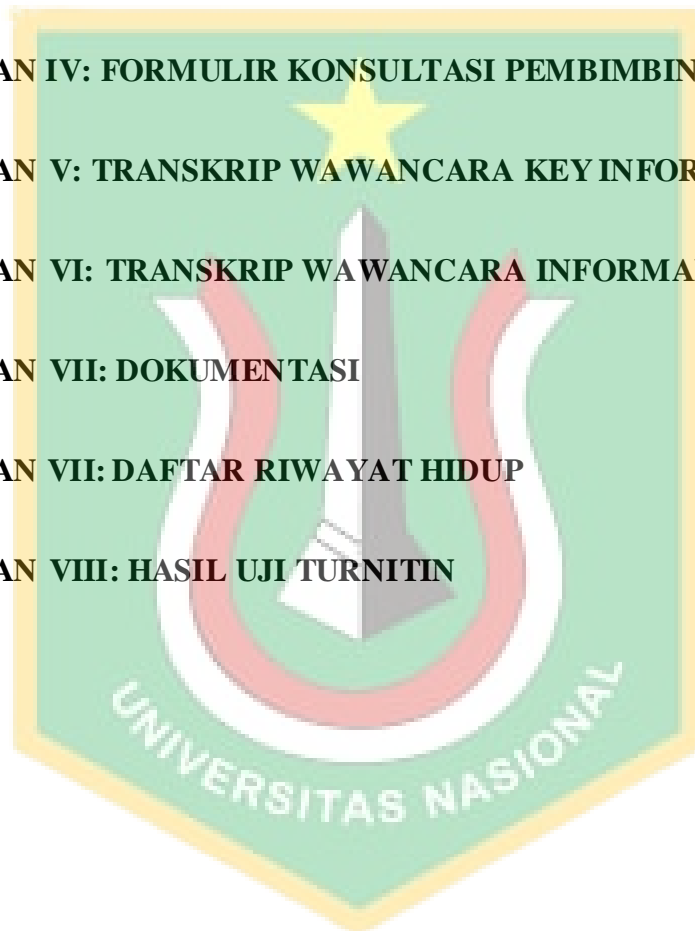 AN IV: FORMULIR KONSULTASI PEMBIMBIN
AN V: TRANSKRIP WAWANCARA KEY INFOR
AN VI: TRANSKRIP WAWANCARA INFORMA
AN VII: DOKUMENTASI
AN VII: DAFTAR RIWAYAT HIDUP
AN VIII: HASIL UJI TURNITIN
UNIVERSITAS NASIONAL